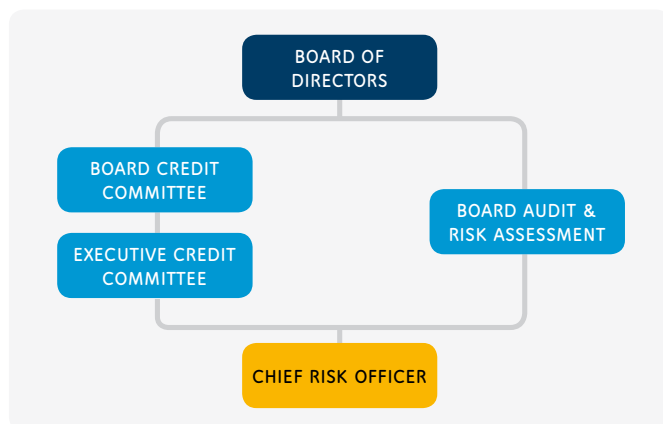 BOARD OF
DIRECTORS
BOARD CREDIT
COMMITTEE
BOARD AUDIT &
RISK ASSESSMENT
EXECUTIVE CREDIT
COMMITTEE
CHIEF RISK OFFICER